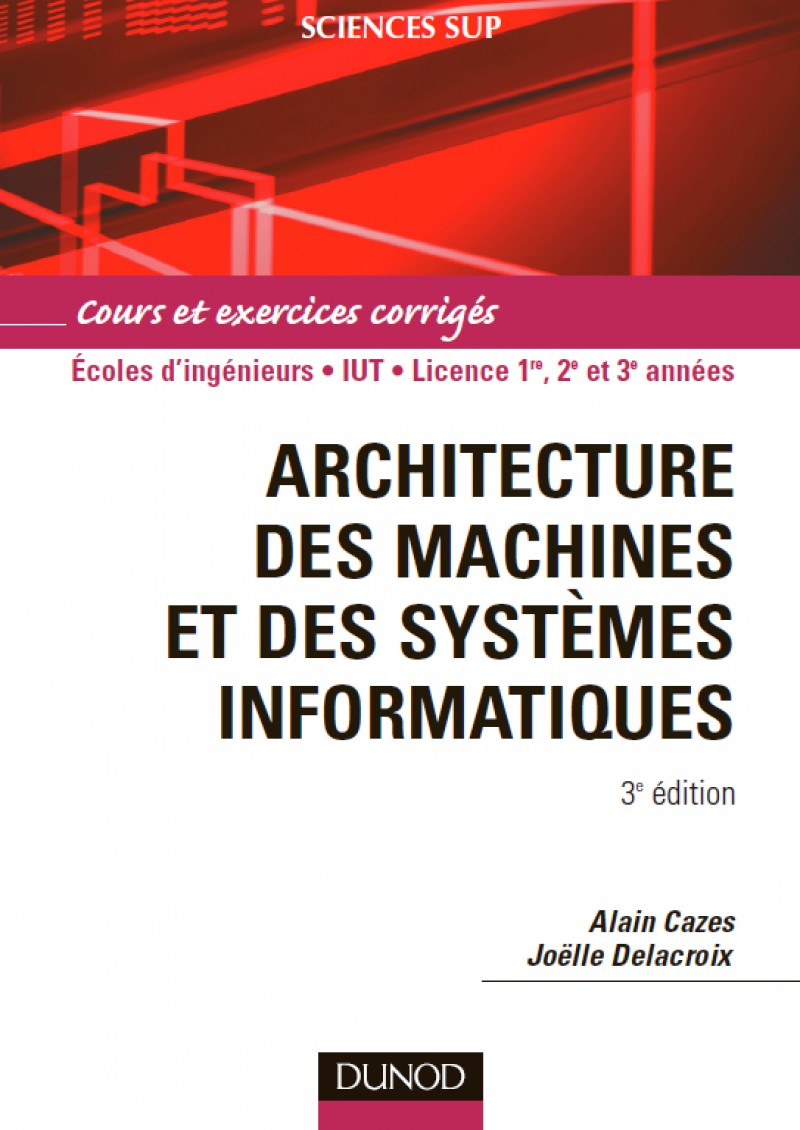 SCIENCES SUP
Cours et exercices corrigés
Écoles d'ingénieurs • IUT • Licence 1re, 2e et 3e années
ARCHITECTURE
DES MACHINES
ET DES SYSTÈMES
INFORMATIQUES
3e édition
Alain Cazes
Joëlle Delacroix
DUNOD